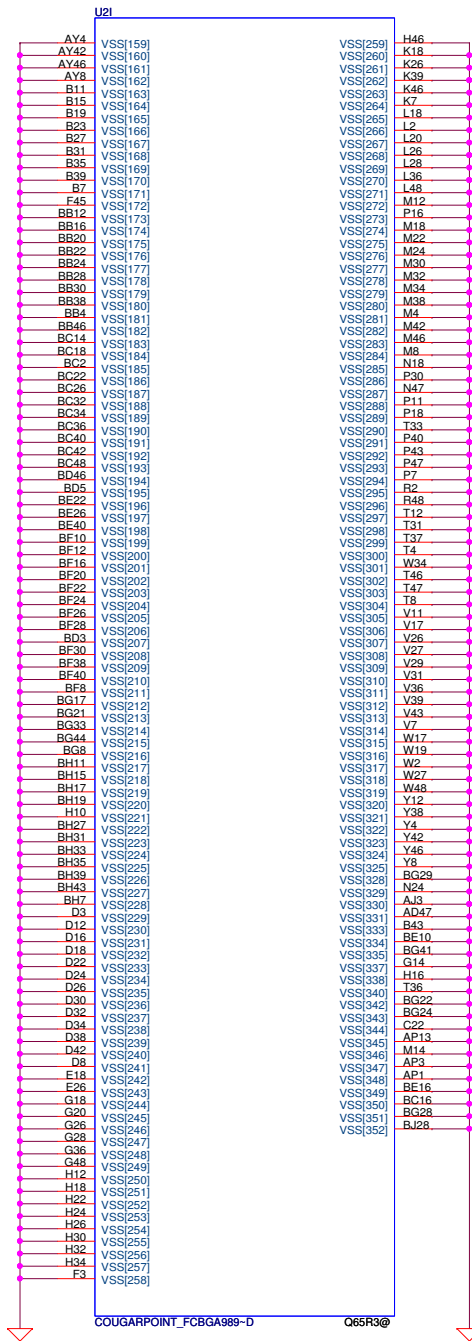 U2I
AY4 VSS[159]
AY42 VSS[160]
AY46 VSS[161]
AY8 VSS[162]
B11 VSS[163]
B15 VSS[164]
B19 VSS[165]
B23 VSS[166]
B27 VSS[167]
B31 VSS[168]
B35 VSS[169]
B39 VSS[170]
B7 VSS[171]
F45 VSS[172]
BB12 VSS[173]
BB16 VSS[174]
BB20 VSS[175]
BB22 VSS[176]
BB24 VSS[177]
BB28 VSS[178]
BB30 VSS[179]
BB38 VSS[180]
BB4 VSS[181]
BB46 VSS[182]
BC14 VSS[183]
BC18 VSS[184]
BC2 VSS[185]
BC22 VSS[186]
BC26 VSS[187]
BC32 VSS[188]
BC34 VSS[189]
BC36 VSS[190]
BC40 VSS[191]
BC42 VSS[192]
BC48 VSS[193]
BD46 VSS[194]
BD5 VSS[195]
BE22 VSS[196]
BE26 VSS[197]
BE40 VSS[198]
BF10 VSS[199]
BF12 VSS[200]
BF16 VSS[201]
BF20 VSS[202]
BF22 VSS[203]
BF24 VSS[204]
BF26 VSS[205]
BF28 VSS[206]
BD3 VSS[207]
BF30 VSS[208]
BF38 VSS[209]
BF40 VSS[210]
BF8 VSS[211]
BG17 VSS[212]
BG21 VSS[213]
BG33 VSS[214]
BG44 VSS[215]
BG8 VSS[216]
BH11 VSS[217]
BH15 VSS[218]
BH17 VSS[219]
BH19 VSS[220]
H10 VSS[221]
BH27 VSS[222]
BH31 VSS[223]
BH33 VSS[224]
BH35 VSS[225]
BH39 VSS[226]
BH43 VSS[227]
BH7 VSS[228]
D3 VSS[229]
D12 VSS[230]
D16 VSS[231]
D18 VSS[232]
D22 VSS[233]
D24 VSS[234]
D26 VSS[235]
D30 VSS[236]
D32 VSS[237]
D34 VSS[238]
D38 VSS[239]
D42 VSS[240]
D8 VSS[241]
E18 VSS[242]
E26 VSS[243]
G18 VSS[244]
G20 VSS[245]
G26 VSS[246]
G28 VSS[247]
G36 VSS[248]
G48 VSS[249]
H12 VSS[250]
H18 VSS[251]
H22 VSS[252]
H24 VSS[253]
H26 VSS[254]
H30 VSS[255]
H32 VSS[256]
H34 VSS[257]
F3 VSS[258]
VSS[259] H46
VSS[260] K18
VSS[261] K26
VSS[262] K39
VSS[263] K46
VSS[264] K7
VSS[265] L18
VSS[266] L2
VSS[267] L20
VSS[268] L26
VSS[269] L28
VSS[270] L36
VSS[271] L48
VSS[272] M12
VSS[273] P16
VSS[274] M18
VSS[275] M22
VSS[276] M24
VSS[277] M30
VSS[278] M32
VSS[279] M34
VSS[280] M38
VSS[281] M4
VSS[282] M42
VSS[283] M46
VSS[284] M8
VSS[285] N18
VSS[286] P30
VSS[287] N47
VSS[288] P11
VSS[289] P18
VSS[290] T33
VSS[291] P40
VSS[292] P43
VSS[293] P47
VSS[294] P7
VSS[295] R2
VSS[296] R48
VSS[297] T12
VSS[298] T31
VSS[299] T37
VSS[300] T4
VSS[301] W34
VSS[302] T46
VSS[303] T47
VSS[304] T8
VSS[305] V11
VSS[306] V17
VSS[307] V26
VSS[308] V27
VSS[309] V29
VSS[310] V31
VSS[311] V36
VSS[312] V39
VSS[313] V43
VSS[314] V7
VSS[315] W17
VSS[316] W19
VSS[317] W2
VSS[318] W27
VSS[319] W48
VSS[320] Y12
VSS[321] Y38
VSS[322] Y4
VSS[323] Y42
VSS[324] Y46
VSS[325] Y8
VSS[328] BG29
VSS[329] N24
VSS[330] AJ3
VSS[331] AD47
VSS[333] B43
VSS[334] BE10
VSS[335] BG41
VSS[337] G14
VSS[338] H16
VSS[340] T36
VSS[342] BG22
VSS[343] BG24
VSS[344] C22
VSS[345] AP13
VSS[346] M14
VSS[347] AP3
VSS[348] AP1
VSS[349] BE16
VSS[350] BC16
VSS[351] BG28
VSS[352] BJ28
COUGARPOINT_FCBGA989~D Q65R3@